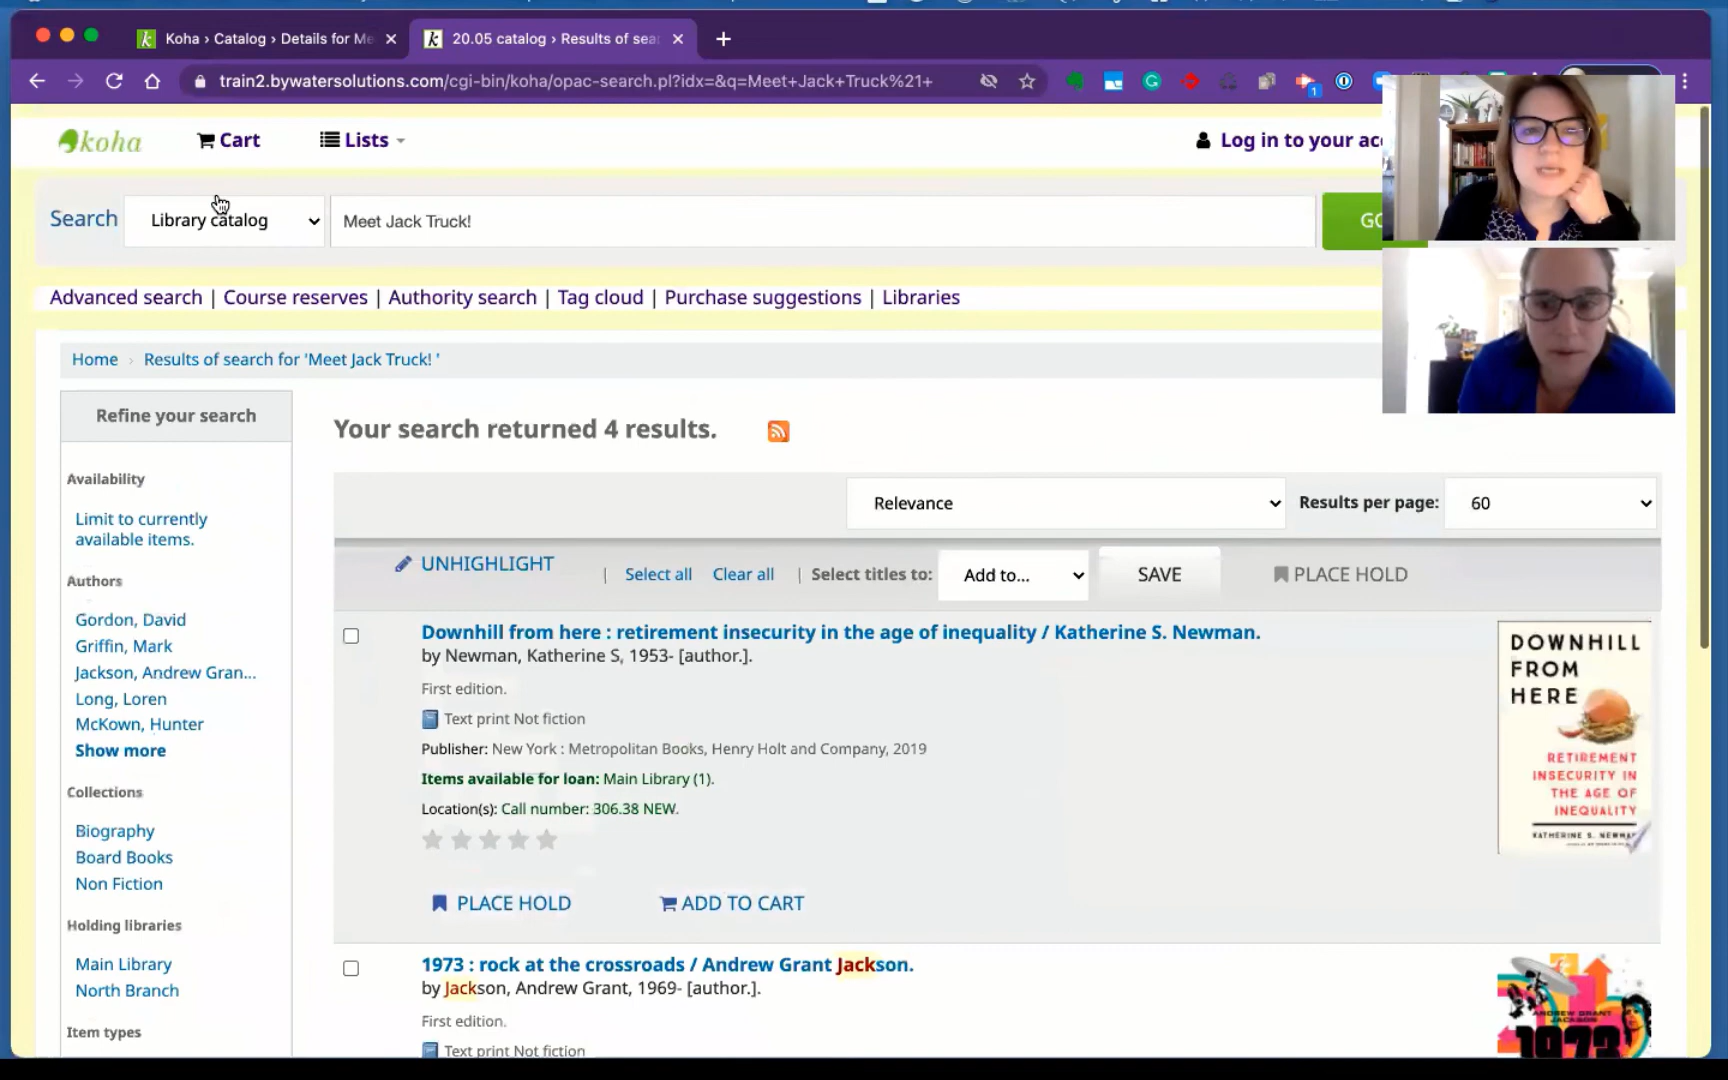 Koha › Catalog › Details for Me
20.05 catalog › Results of sea
train2.bywatersolutions.com/cgi-bin/koha/opac-search.pl?idx=&q=Meet+Jack+Truck%21+
1
koha Cart Lists Log in to your acc
Search Library catalog Meet Jack Truck! GO
Advanced search | Course reserves | Authority search | Tag cloud | Purchase suggestions | Libraries
Home › Results of search for 'Meet Jack Truck! '
Refine your search
Availability
Limit to currently
available items.
Authors
Gordon, David
Griffin, Mark
Jackson, Andrew Gran...
Long, Loren
McKown, Hunter
Show more
Collections
Biography
Board Books
Non Fiction
Holding libraries
Main Library
North Branch
Item types
Your search returned 4 results.
Relevance Results per page: 60
UNHIGHLIGHT | Select all Clear all | Select titles to: Add to... SAVE PLACE HOLD
Downhill from here : retirement insecurity in the age of inequality / Katherine S. Newman.
by Newman, Katherine S, 1953- [author.].
First edition.
Text print Not fiction
Publisher: New York : Metropolitan Books, Henry Holt and Company, 2019
Items available for loan: Main Library (1).
Location(s): Call number: 306.38 NEW.
PLACE HOLD ADD TO CART
DOWNHILL
FROM
HERE
RETIREMENT
INSECURITY IN
THE AGE OF
INEQUALITY
1973 : rock at the crossroads / Andrew Grant Jackson.
by Jackson, Andrew Grant, 1969- [author.].
First edition.
Text print Not fiction
ANDREW GRANT
JACKSON
1973